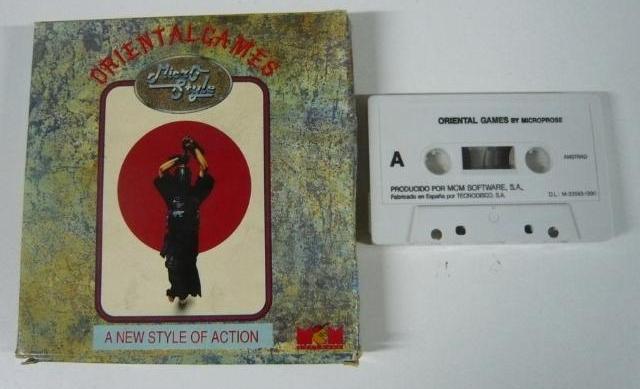 ORIENTAL GAMES
Micro
Style
A NEW STYLE OF ACTION
ORIENTAL GAMES BY MICROPROSE
A
AMSTRAD
PRODUCIDO POR MCM SOFTWARE, S.A.,
Fabricado en España por TECNODISCO, S.A.